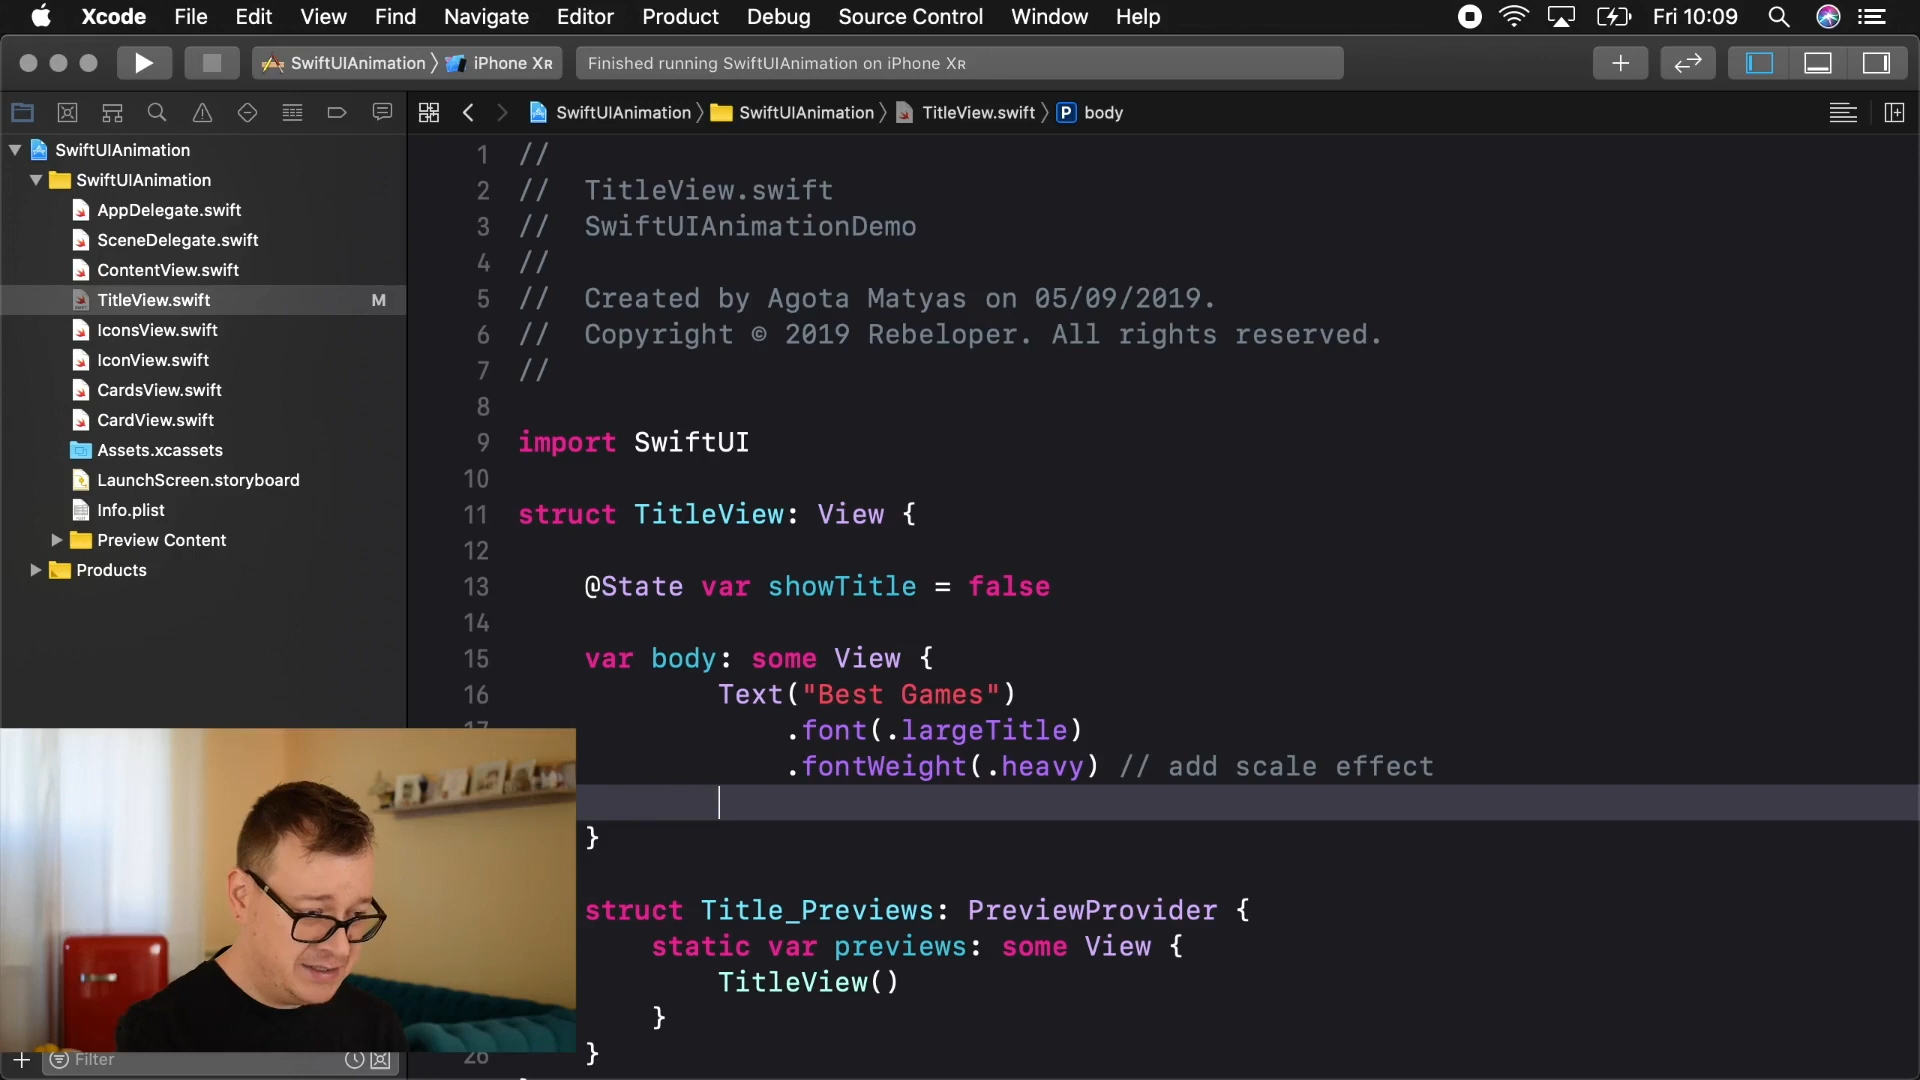 Xcode File Edit View Find Navigate Editor Product Debug Source Control Window Help Fri 10:09
SwiftUIAnimation iPhone XR Finished running SwiftUIAnimation on iPhone XR
SwiftUIAnimation SwiftUIAnimation TitleView.swift P body
SwiftUIAnimation
SwiftUIAnimation
AppDelegate.swift
SceneDelegate.swift
ContentView.swift
TitleView.swift M
IconsView.swift
IconView.swift
CardsView.swift
CardView.swift
Assets.xcassets
LaunchScreen.storyboard
Info.plist
Preview Content
Products
Filter
1 //
2 // TitleView.swift
3 // SwiftUIAnimationDemo
4 //
5 // Created by Agota Matyas on 05/09/2019.
6 // Copyright © 2019 Rebeloper. All rights reserved.
7 //
8
9 import SwiftUI
10
11 struct TitleView: View {
12
13 @State var showTitle = false
14
15 var body: some View {
16 Text("Best Games")
17 .font(.largeTitle)
.fontWeight(.heavy) // add scale effect
}
struct Title_Previews: PreviewProvider {
static var previews: some View {
TitleView()
}
26 }